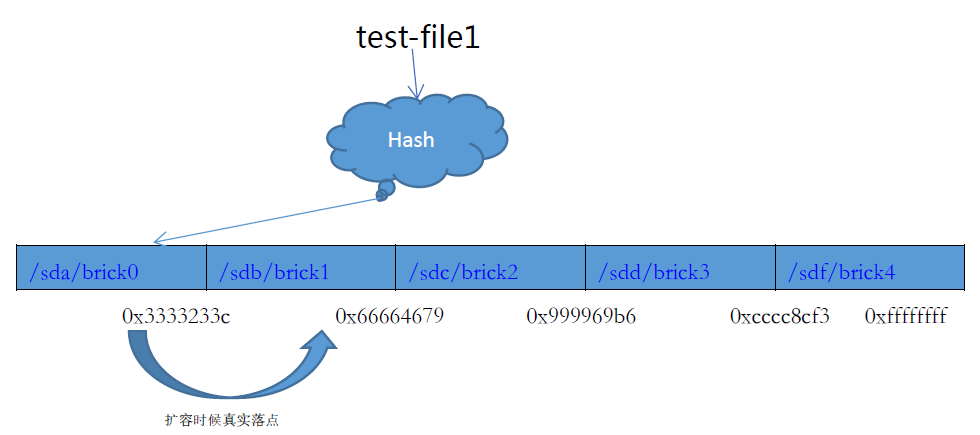 test-file1
Hash
/sda/brick0 /sdb/brick1 /sdc/brick2 /sdd/brick3 /sdf/brick4
0x3333233c 0x66664679 0x999969b6 0xcccc8cf3 0xffffffff
扩容时候真实落点